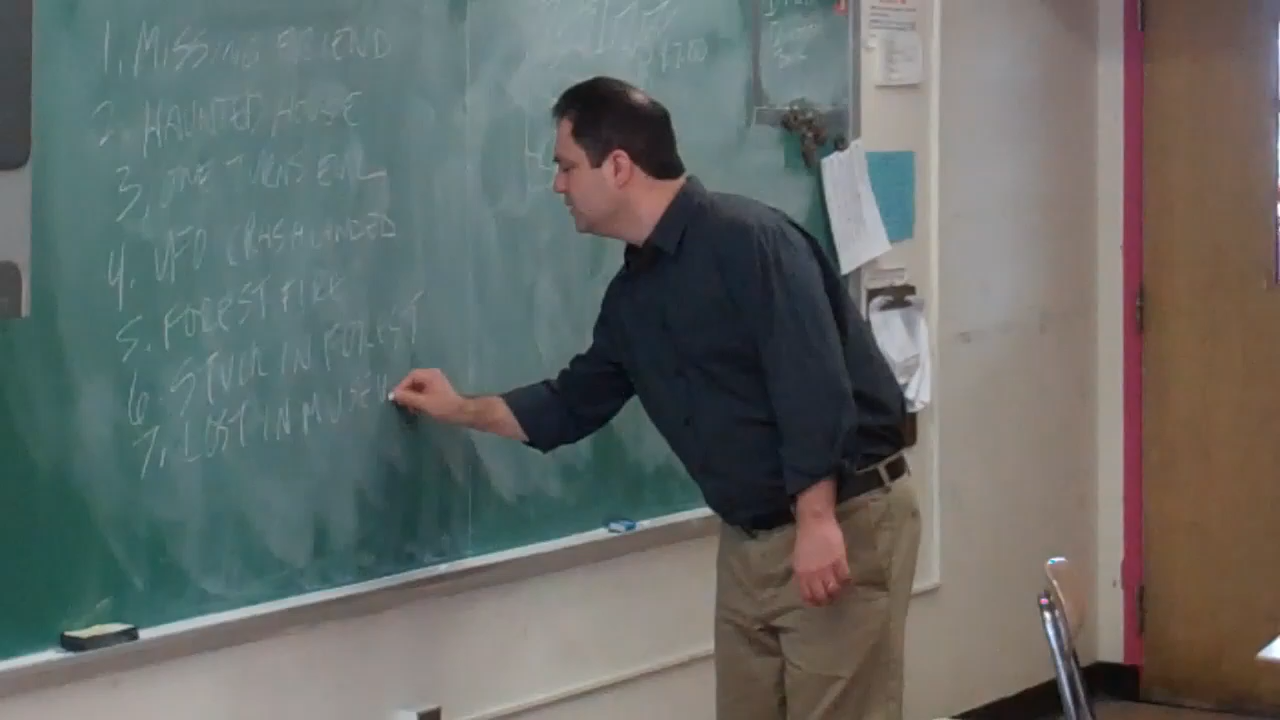 1. MISSING FRIEND
2. HAUNTED HOUSE
3. ONE TURNS EVIL
4. UFO CRASH LANDED
5. FOREST FIRE
6. STUCK IN FOREST
7. LOST IN MUSEU